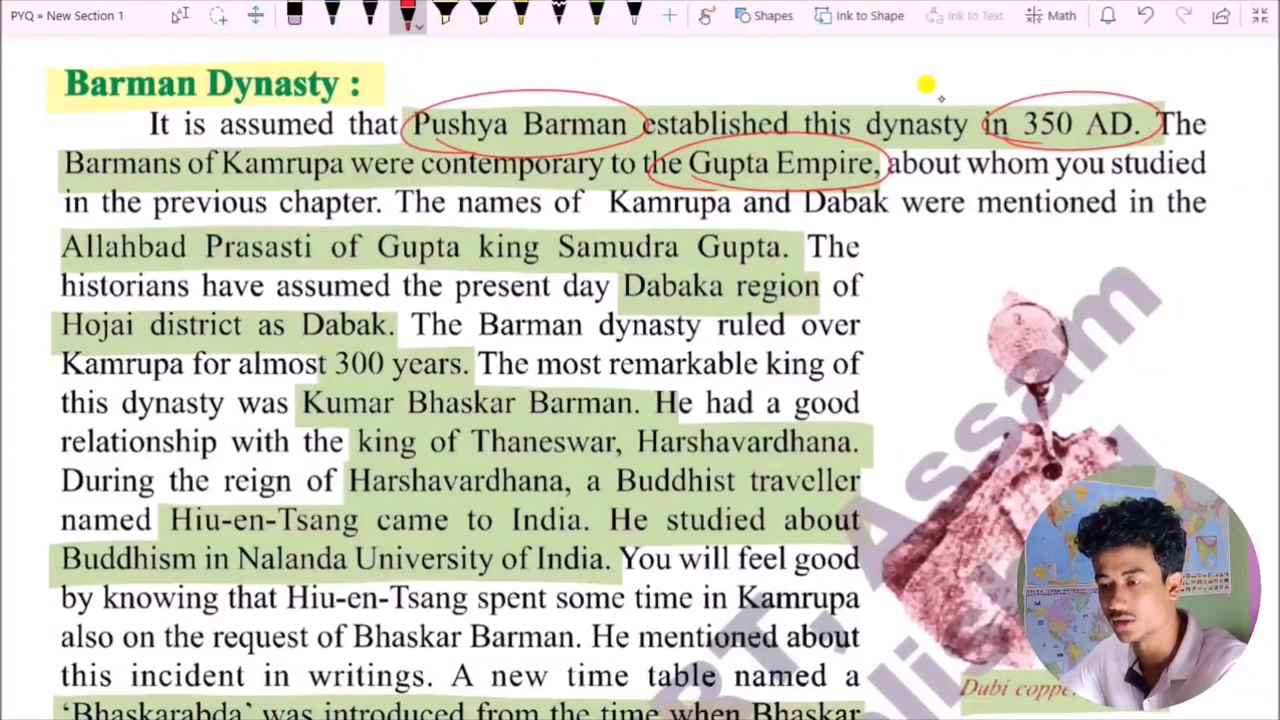 PYQ » New Section 1
Shapes
Ink to Shape
Ink to Text
Math
Barman Dynasty :
It is assumed that Pushya Barman established this dynasty in 350 AD. The
Barmans of Kamrupa were contemporary to the Gupta Empire, about whom you studied
in the previous chapter. The names of Kamrupa and Dabak were mentioned in the
Allahbad Prasasti of Gupta king Samudra Gupta. The
historians have assumed the present day Dabaka region of
Hojai district as Dabak. The Barman dynasty ruled over
Kamrupa for almost 300 years. The most remarkable king of
this dynasty was Kumar Bhaskar Barman. He had a good
relationship with the king of Thaneswar, Harshavardhana.
During the reign of Harshavardhana, a Buddhist traveller
named Hiu-en-Tsang came to India. He studied about
Buddhism in Nalanda University of India. You will feel good
by knowing that Hiu-en-Tsang spent some time in Kamrupa
also on the request of Bhaskar Barman. He mentioned about
this incident in writings. A new time table named a
'Bhaskarabda' was introduced from the time when Bhaskar
Assam
Dubi